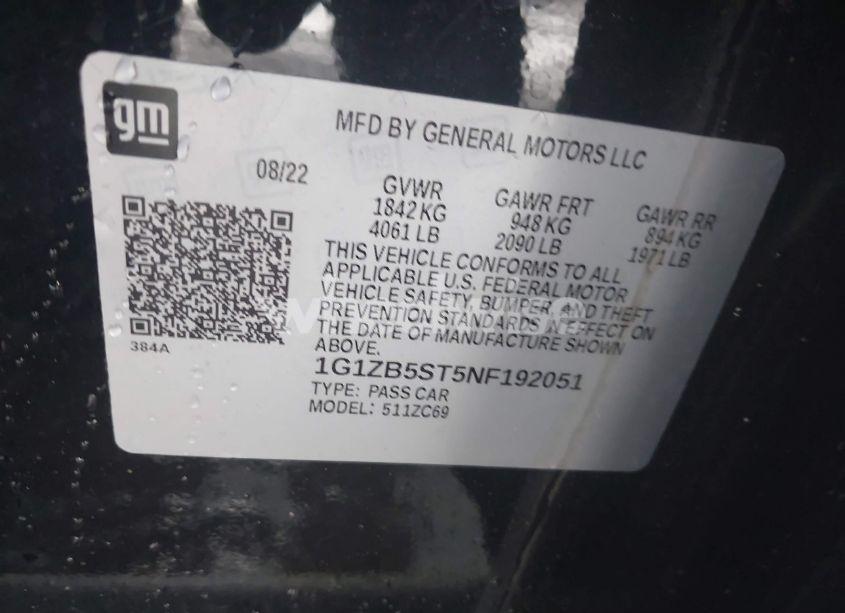 gm
MFD BY GENERAL MOTORS LLC
08/22
GVWR
1842 KG
4061 LB
GAWR FRT
948 KG
2090 LB
GAWR RR
894 KG
1971 LB
THIS VEHICLE CONFORMS TO ALL
APPLICABLE U.S. FEDERAL MOTOR
VEHICLE SAFETY, BUMPER, AND THEFT
PREVENTION STANDARDS IN EFFECT ON
THE DATE OF MANUFACTURE SHOWN
ABOVE.
384A
1G1ZB5ST5NF192051
TYPE: PASS CAR
MODEL: 511ZC69